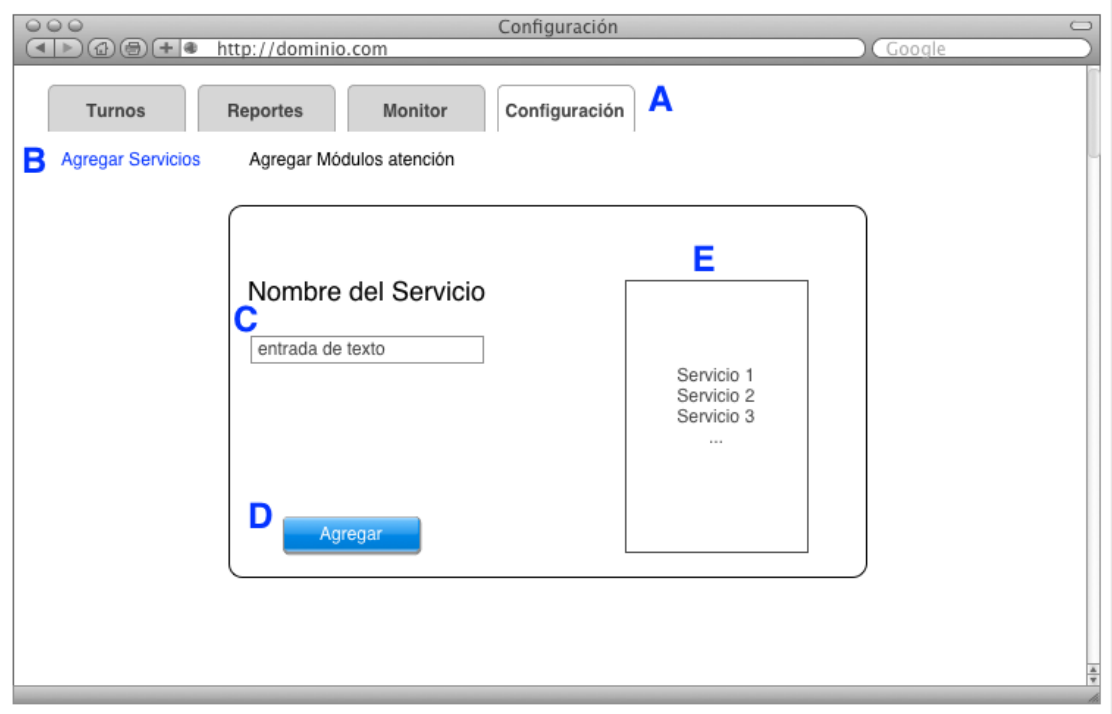 Configuración
http://dominio.com
Google
Turnos Reportes Monitor Configuración A
B Agregar Servicios Agregar Módulos atención
E
Nombre del Servicio
C
entrada de texto
Servicio 1
Servicio 2
Servicio 3
...
D
Agregar